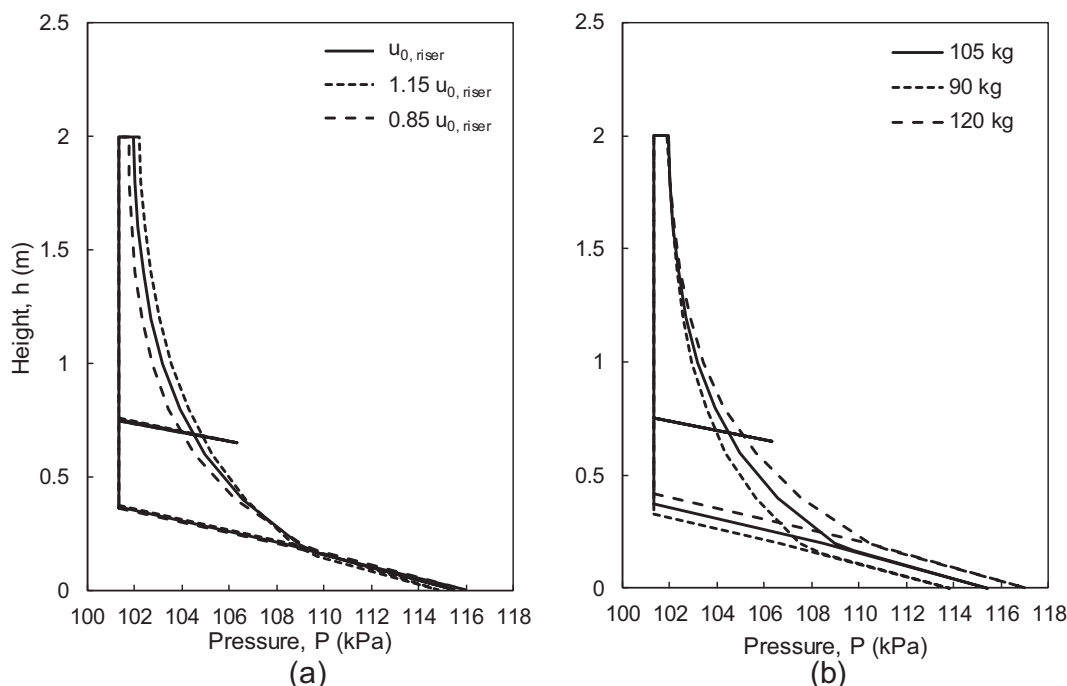 2.5
2
1.5
1
0.5
0
Height, h (m)
100 102 104 106 108 110 112 114 116 118
Pressure, P (kPa)
u0, riser
1.15 u0, riser
0.85 u0, riser
(a)
2.5
2
1.5
1
0.5
0
100 102 104 106 108 110 112 114 116 118
Pressure, P (kPa)
105 kg
90 kg
120 kg
(b)